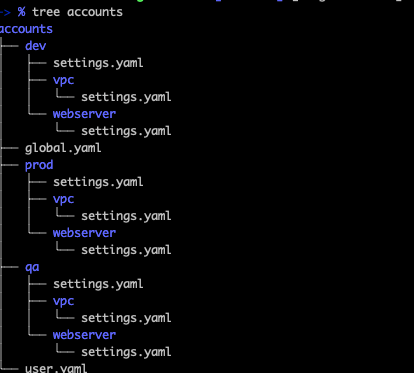 ~> % tree accounts
accounts
├── dev
│   ├── settings.yaml
│   ├── vpc
│   │   └── settings.yaml
│   └── webserver
│       └── settings.yaml
├── global.yaml
├── prod
│   ├── settings.yaml
│   ├── vpc
│   │   └── settings.yaml
│   └── webserver
│       └── settings.yaml
├── qa
│   ├── settings.yaml
│   ├── vpc
│   │   └── settings.yaml
│   └── webserver
│       └── settings.yaml
└── user.yaml